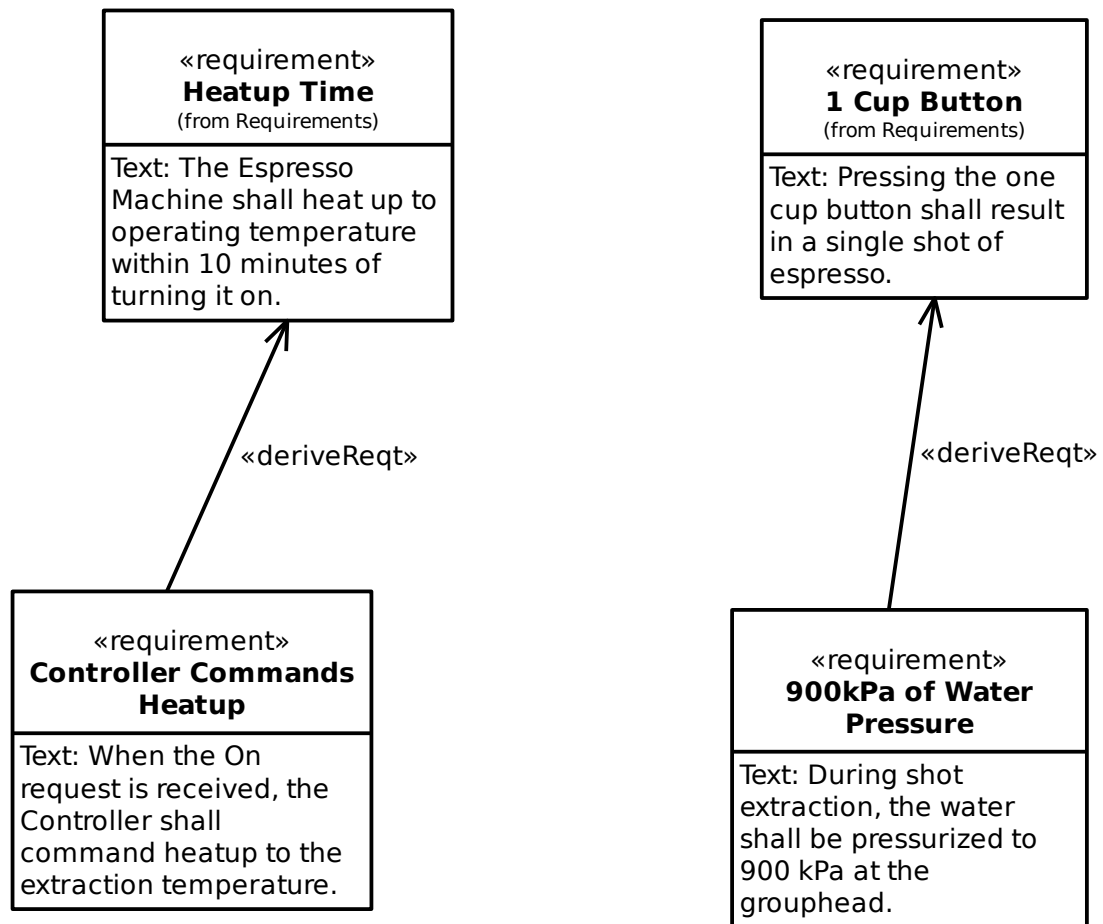 «requirement»
Heatup Time
(from Requirements)
Text: The Espresso
Machine shall heat up to
operating temperature
within 10 minutes of
turning it on.
«requirement»
1 Cup Button
(from Requirements)
Text: Pressing the one
cup button shall result
in a single shot of
espresso.
«deriveReqt»
«deriveReqt»
«requirement»
Controller Commands
Heatup
Text: When the On
request is received, the
Controller shall
command heatup to the
extraction temperature.
«requirement»
900kPa of Water
Pressure
Text: During shot
extraction, the water
shall be pressurized to
900 kPa at the
grouphead.